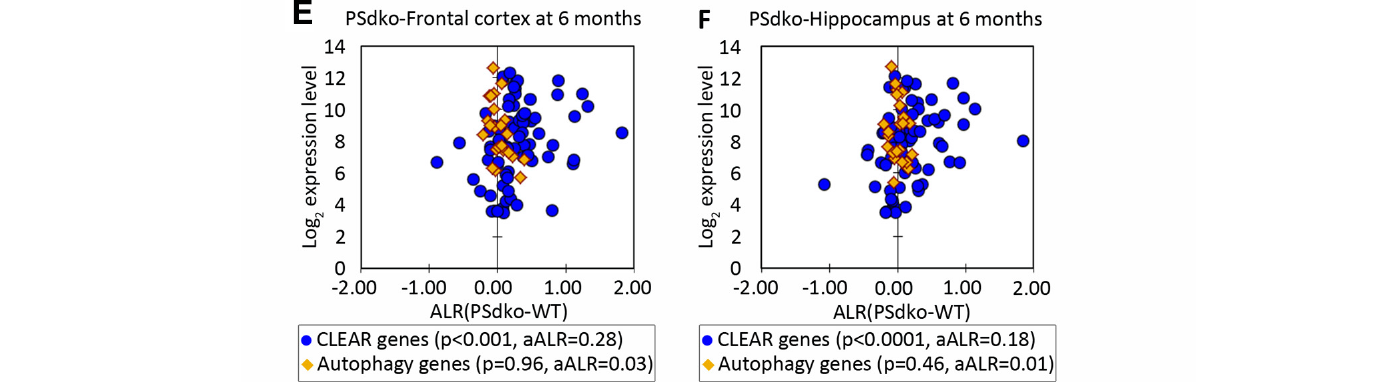 E PSdko-Frontal cortex at 6 months
14
12
10
8
6
4
2
0
Log2 expression level
-2.00 -1.00 0.00 1.00 2.00
ALR(PSdko-WT)
CLEAR genes (p<0.001, aALR=0.28)
Autophagy genes (p=0.96, aALR=0.03)
F PSdko-Hippocampus at 6 months
14
12
10
8
6
4
2
0
Log2 expression level
-2.00 -1.00 0.00 1.00 2.00
ALR(PSdko-WT)
CLEAR genes (p<0.0001, aALR=0.18)
Autophagy genes (p=0.46, aALR=0.01)